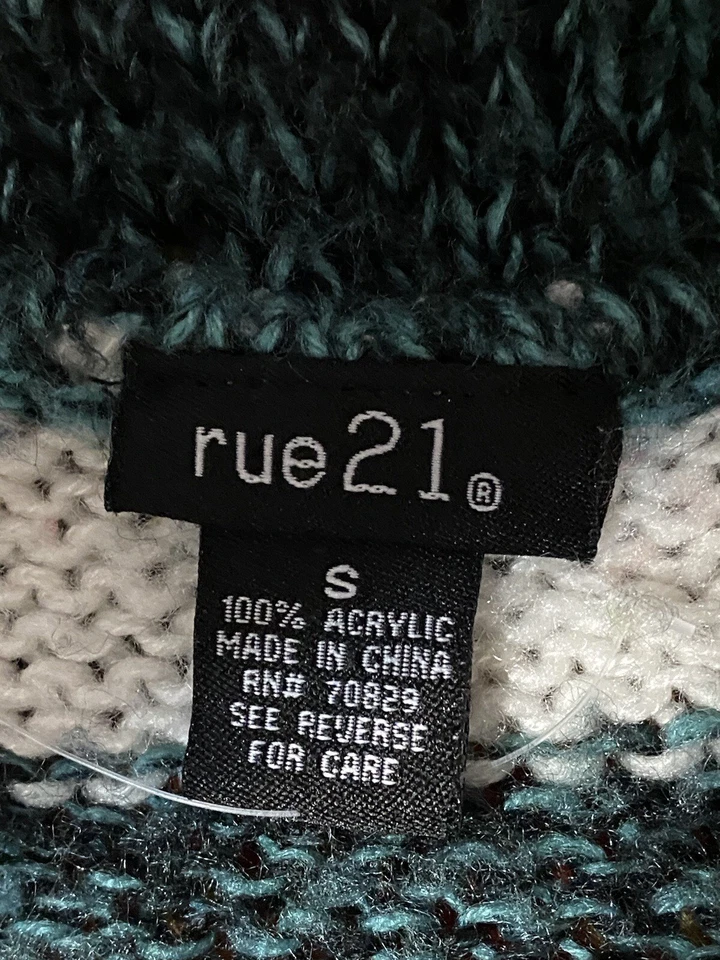 rue21®
S
100% ACRYLIC
MADE IN CHINA
RN# 70829
SEE REVERSE
FOR CARE